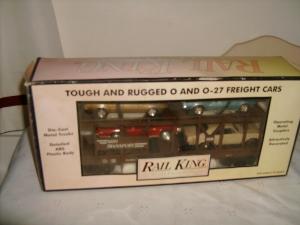 RAIL KING
TOUGH AND RUGGED O AND O-27 FREIGHT CARS
Die-Cast
Metal Trucks
Detailed
ABS
Plastic Body
Operating
Metal
Couplers
Attractively
Decorated
TRANSPORT
RAIL KING